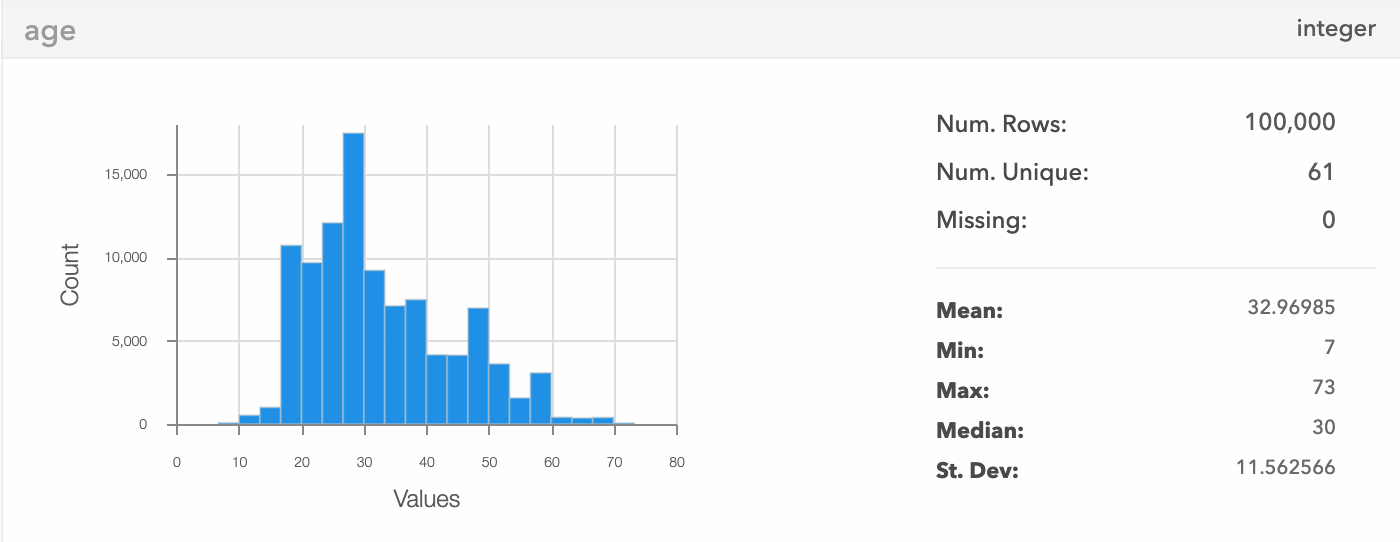 age
integer
Count
15,000
10,000
5,000
0
0 10 20 30 40 50 60 70 80
Values
Num. Rows: 100,000
Num. Unique: 61
Missing: 0
Mean: 32.96985
Min: 7
Max: 73
Median: 30
St. Dev: 11.562566